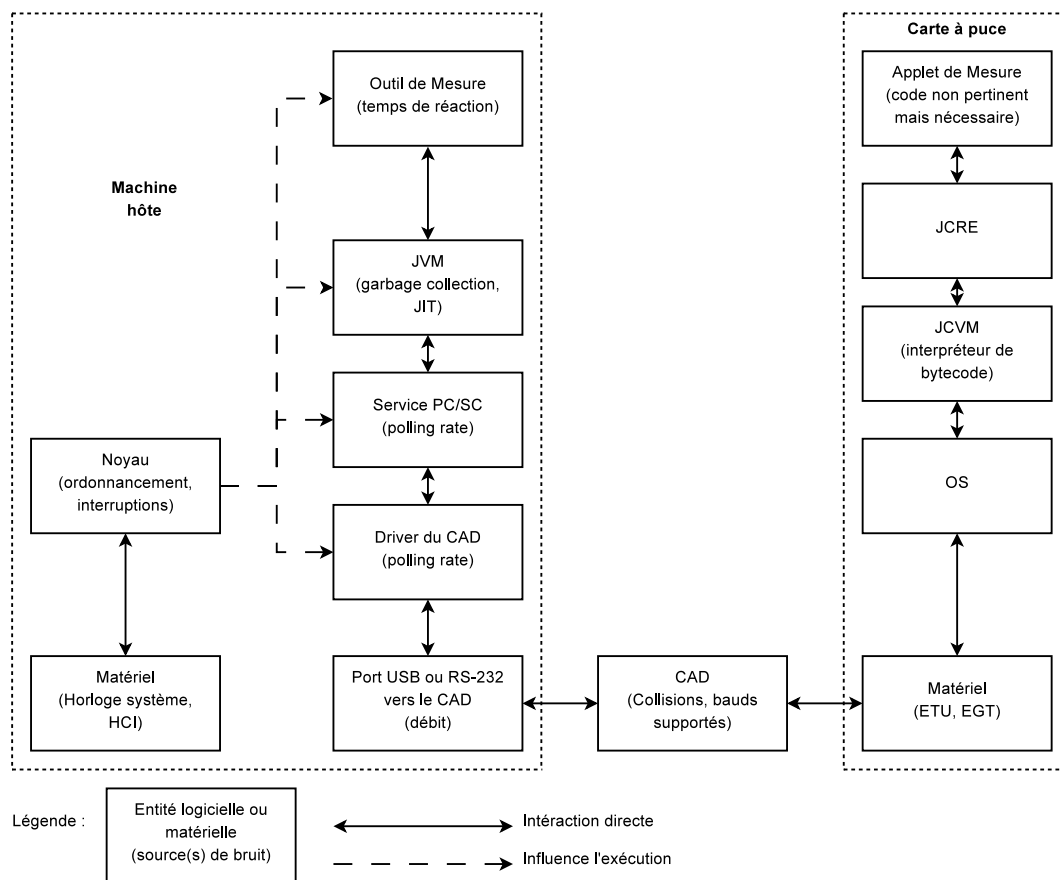 Machine
hôte
Outil de Mesure
(temps de réaction)
JVM
(garbage collection,
JIT)
Service PC/SC
(polling rate)
Noyau
(ordonnancement,
interruptions)
Driver du CAD
(polling rate)
Matériel
(Horloge système,
HCI)
Port USB ou RS-232
vers le CAD
(débit)
CAD
(Collisions, bauds
supportés)
Carte à puce
Applet de Mesure
(code non pertinent
mais nécessaire)
JCRE
JCVM
(interpréteur de
bytecode)
OS
Matériel
(ETU, EGT)
Légende :
Entité logicielle ou
matérielle
(source(s) de bruit)
Intéraction directe
Influence l'exécution